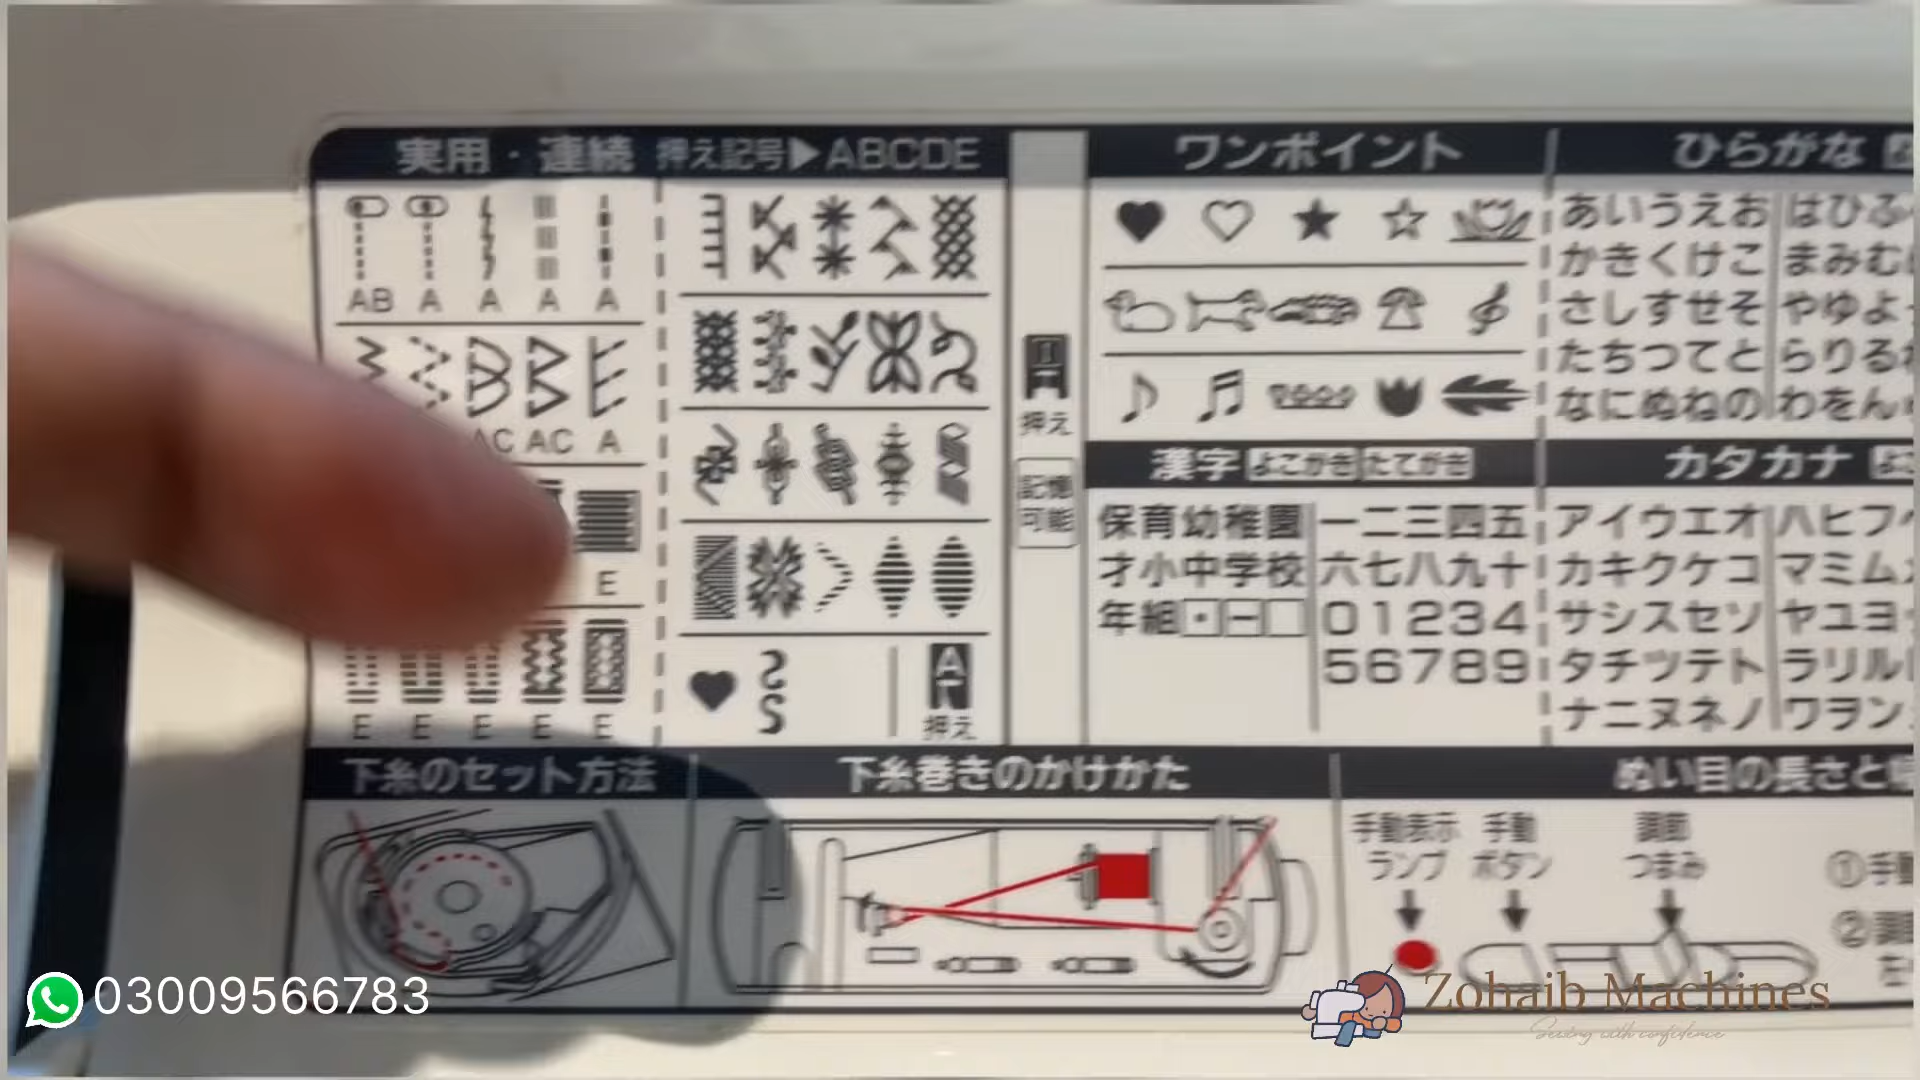 実用・連続 押え記号▶ABCDE
AB A A A A
AC AC A
E
E E E E E
押え
押え
記憶
可能
ワンポイント
漢字 よこがき たてがき
保育幼稚園 一二三四五
才小中学校 六七八九十
年組 01234
56789
ひらがな
あいうえお はひふ
かきくけこ まみむ
さしすせそ やゆよ
たちつてと らりる
なにぬねの わをん
カタカナ
アイウエオ ハヒフ
カキクケコ マミム
サシスセソ ヤユヨ
タチツテト ラリル
ナニヌネノ ワヲン
下糸のセット方法
下糸巻きのかけかた
ぬい目の長さと
手動表示
ランプ
手動
ボタン
調節
つまみ
①手動
②調
03009566783
Zohaib Machines
Sewing with confidence